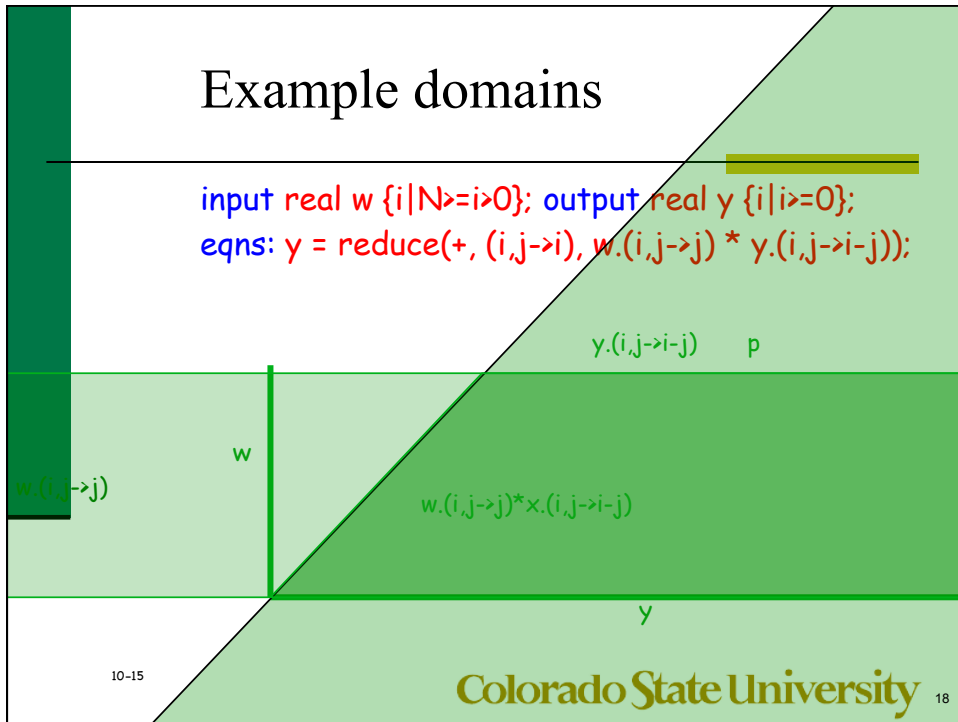 Example domains
input real w {i|N>=i>0}; output real y {i|i>=0};
eqns: y = reduce(+, (i,j->i), w.(i,j->j) * y.(i,j->i-j));
y.(i,j->i-j) p
w
w.(i,j->j)
w.(i,j->j)*x.(i,j->i-j)
y
10-15
Colorado State University 18